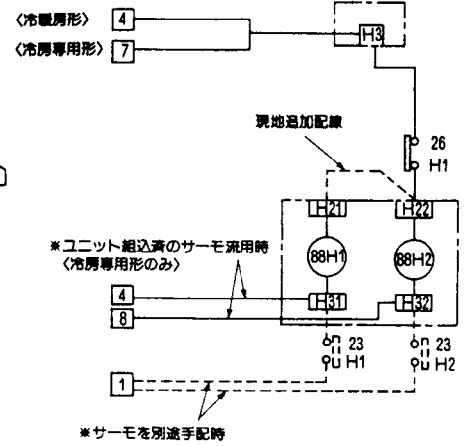 〈冷暖房形〉 4
〈冷房専用形〉 7
H3
現地追加配線
26
H1
H21 H22
※ユニット組込済のサーモ流用時
〈冷房専用形のみ〉
88H1 88H2
4 H31
8 H32
23 23
H1 H2
1
※サーモを別途手配時